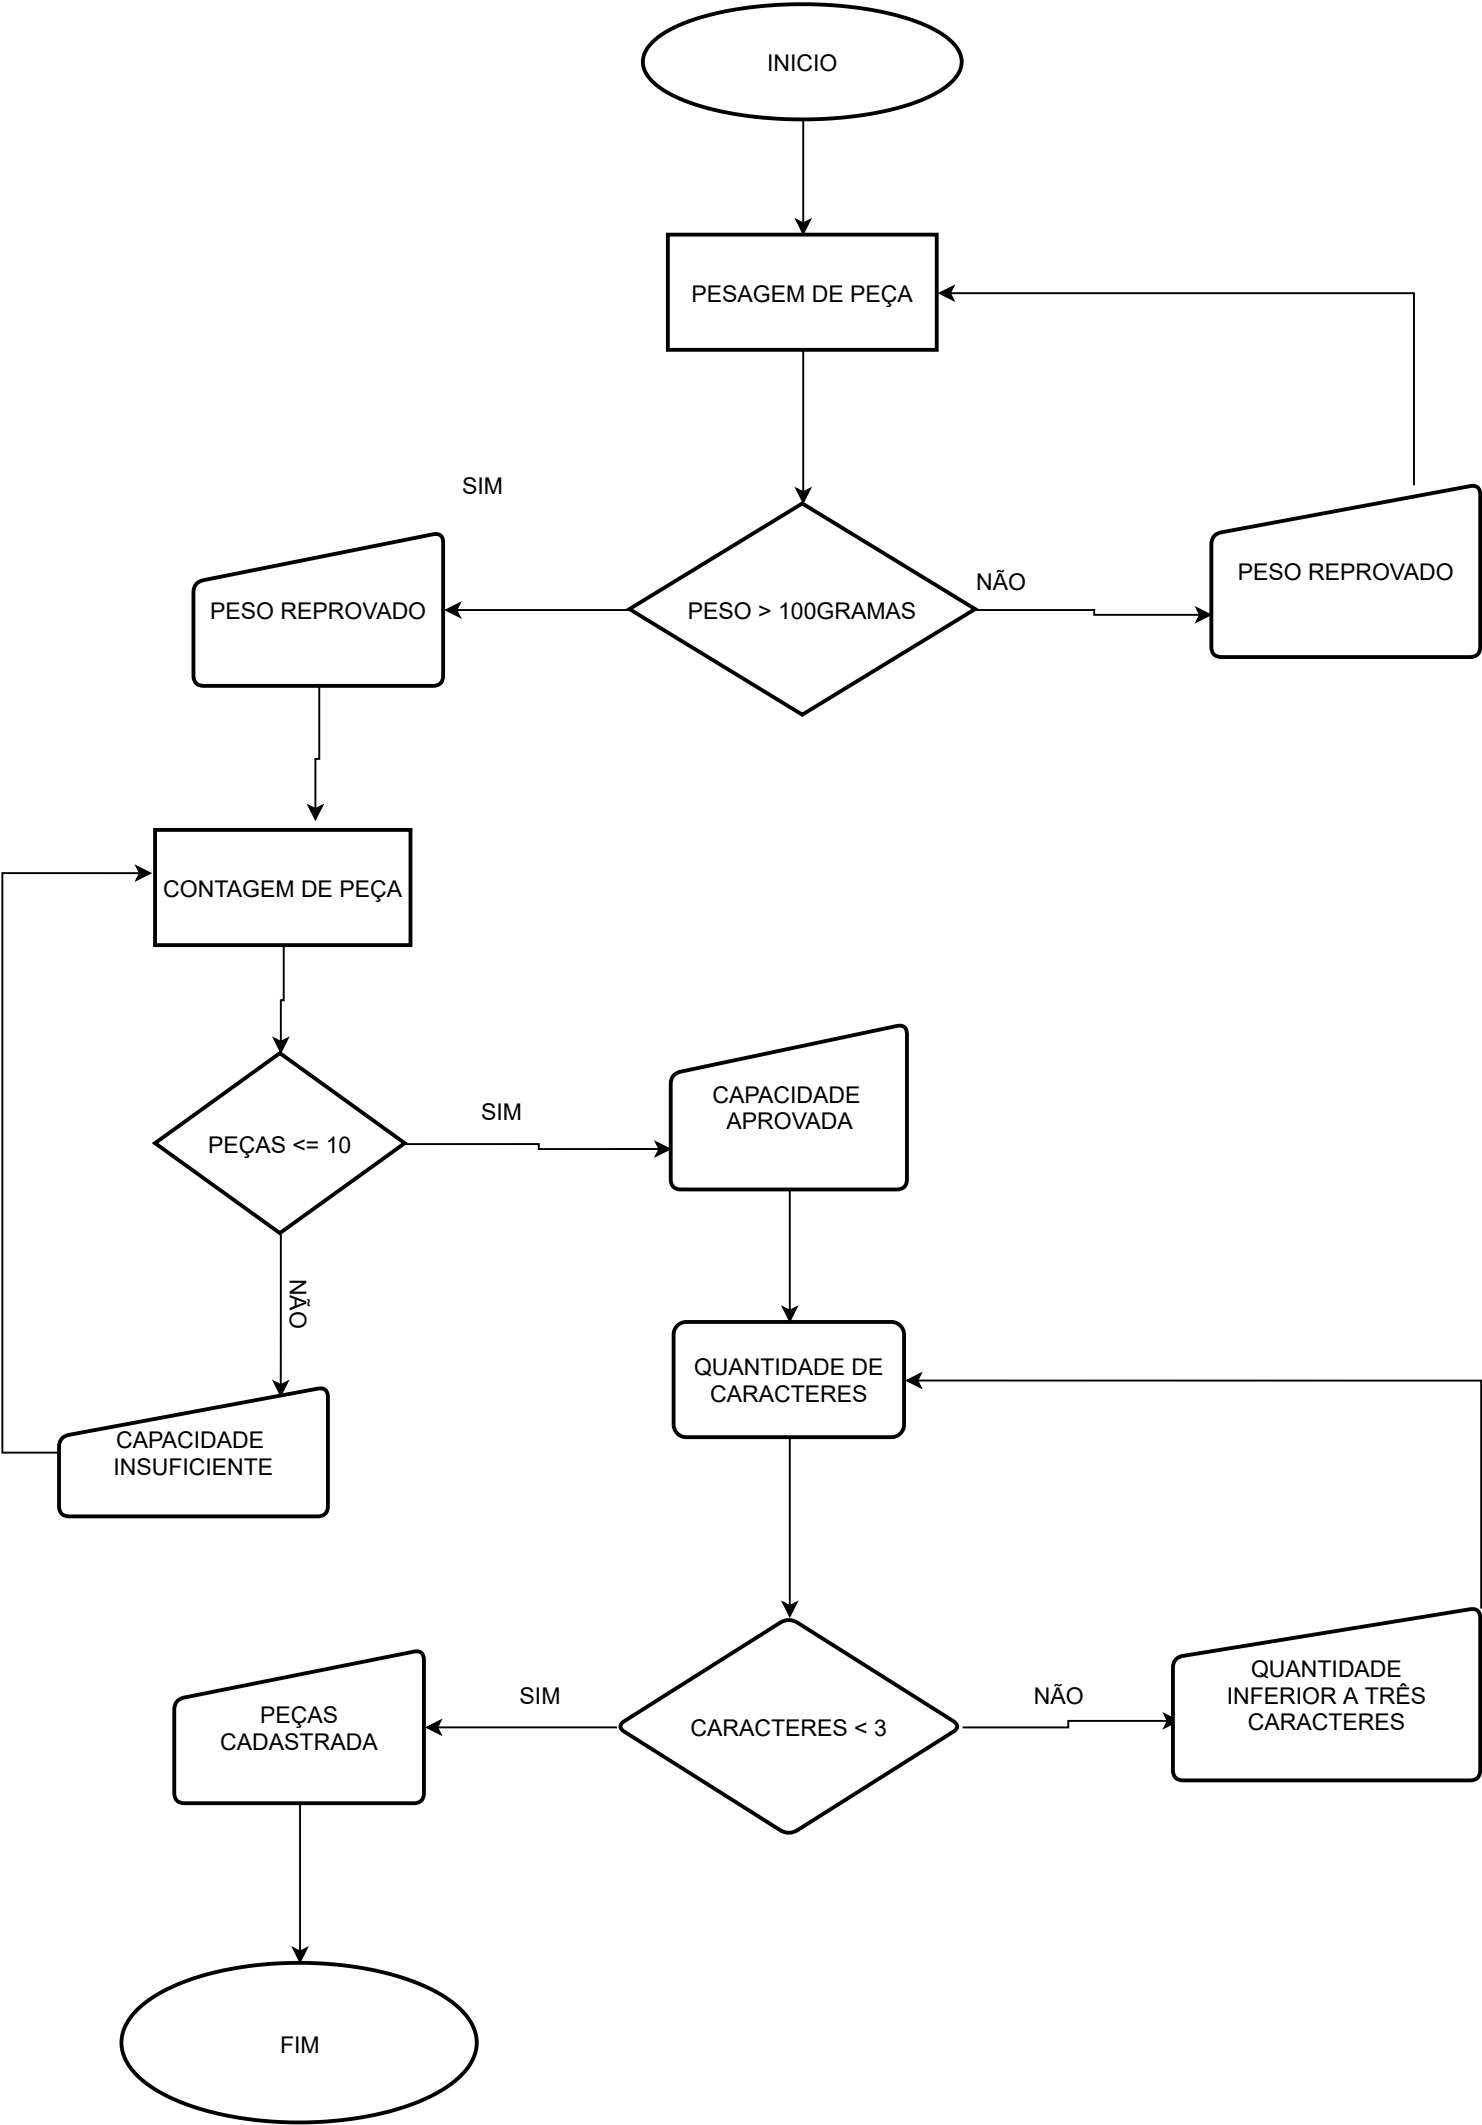 INICIO
PESAGEM DE PEÇA
SIM
PESO REPROVADO
PESO > 100GRAMAS
NÃO
PESO REPROVADO
CONTAGEM DE PEÇA
PEÇAS <= 10
SIM
CAPACIDADE
APROVADA
NÃO
CAPACIDADE
INSUFICIENTE
QUANTIDADE DE
CARACTERES
CARACTERES < 3
SIM
PEÇAS
CADASTRADA
NÃO
QUANTIDADE
INFERIOR A TRÊS
CARACTERES
FIM